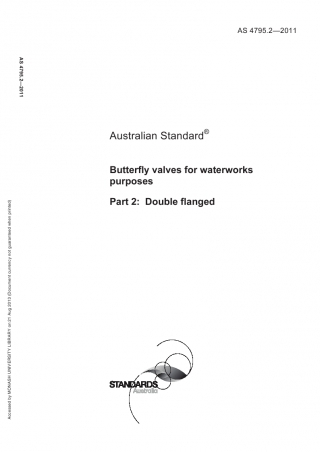 AS 4795.2—2011
AS 4795.2—2011
Australian Standard®
Butterfly valves for waterworks
purposes
Part 2: Double flanged
Accessed by MONASH UNIVERSITY LIBRARY on 21 Aug 2013 (Document currency not guaranteed when printed)
STANDARDS
Australia